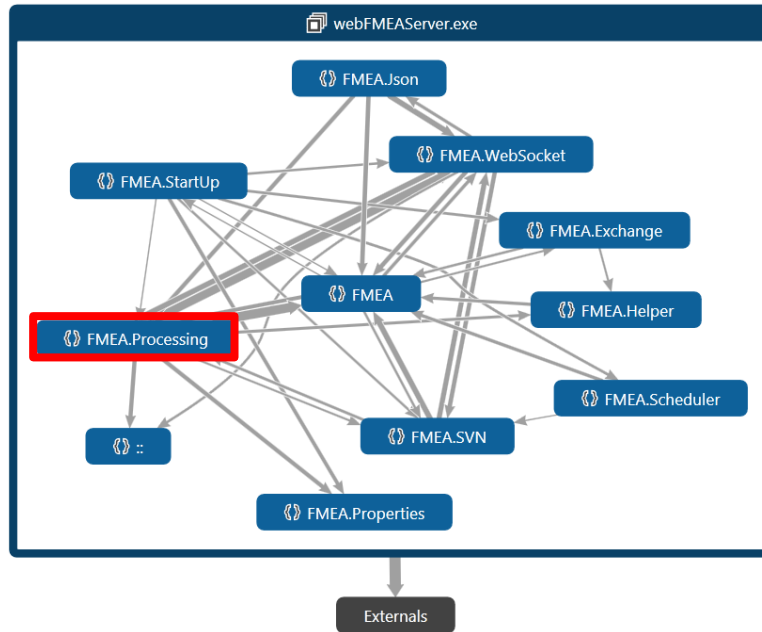 webFMEAServer.exe
FMEA.Json
FMEA.WebSocket
FMEA.StartUp
FMEA.Exchange
FMEA
FMEA.Helper
FMEA.Processing
FMEA.Scheduler
FMEA.SVN
::
FMEA.Properties
Externals